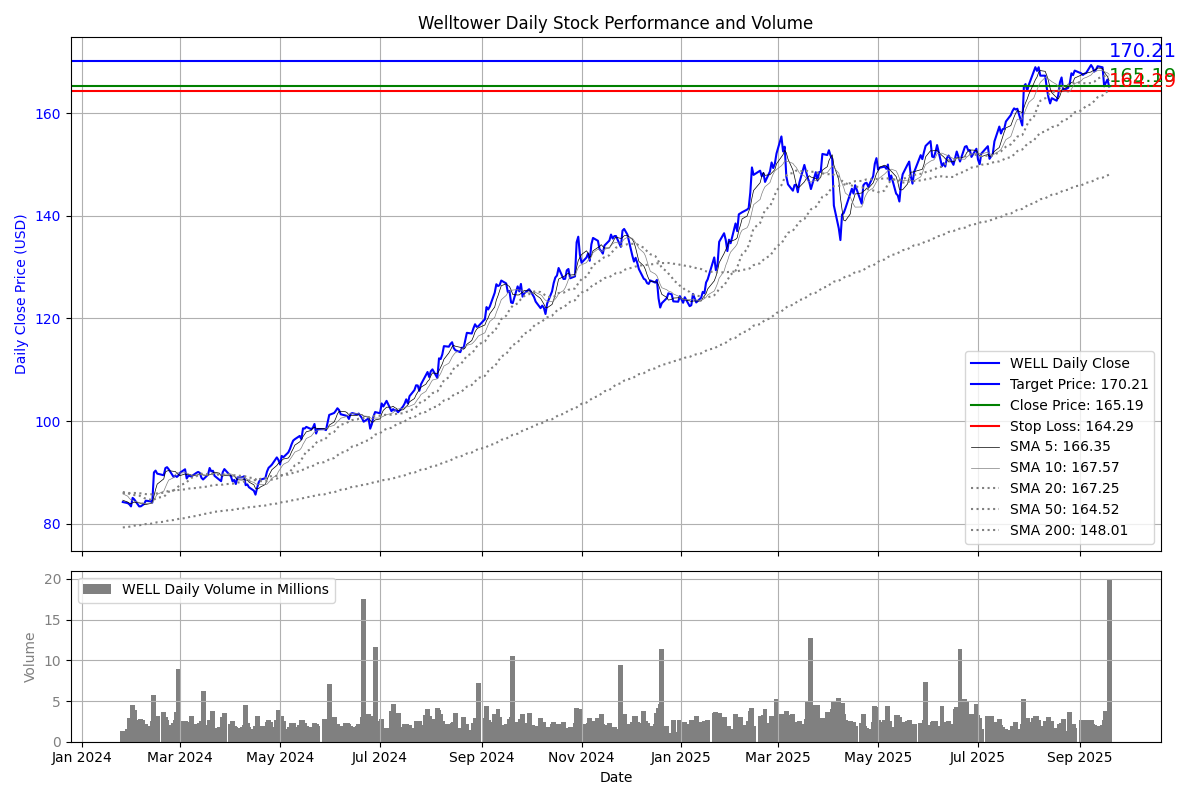 Welltower Daily Stock Performance and Volume
170.21
165.19
164.29
160
140
120
100
80
Daily Close Price (USD)
WELL Daily Close
Target Price: 170.21
Close Price: 165.19
Stop Loss: 164.29
SMA 5: 166.35
SMA 10: 167.57
SMA 20: 167.25
SMA 50: 164.52
SMA 200: 148.01
20
15
10
5
0
Volume
WELL Daily Volume in Millions
Jan 2024
Mar 2024
May 2024
Jul 2024
Sep 2024
Nov 2024
Jan 2025
Mar 2025
May 2025
Jul 2025
Sep 2025
Date